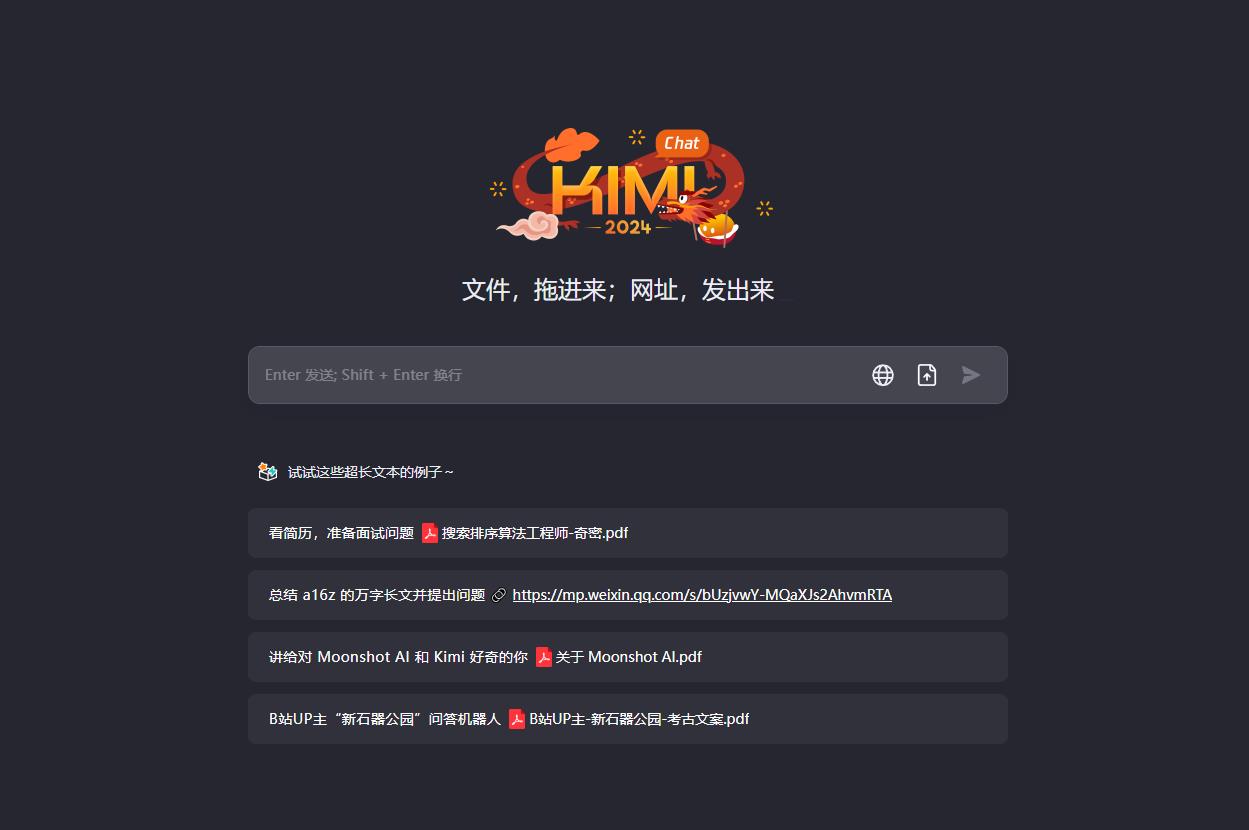 Chat
KIMI
2024
文件，拖进来；网址，发出来
Enter 发送; Shift + Enter 换行
试试这些超长文本的例子~
看简历，准备面试问题 搜索排序算法工程师-奇密.pdf
总结 a16z 的万字长文并提出问题 https://mp.weixin.qq.com/s/bUzjvwY-MQaXJs2AhvmRTA
讲给对 Moonshot AI 和 Kimi 好奇的你 关于 Moonshot AI.pdf
B站UP主“新石器公园”问答机器人 B站UP主-新石器公园-考古文案.pdf